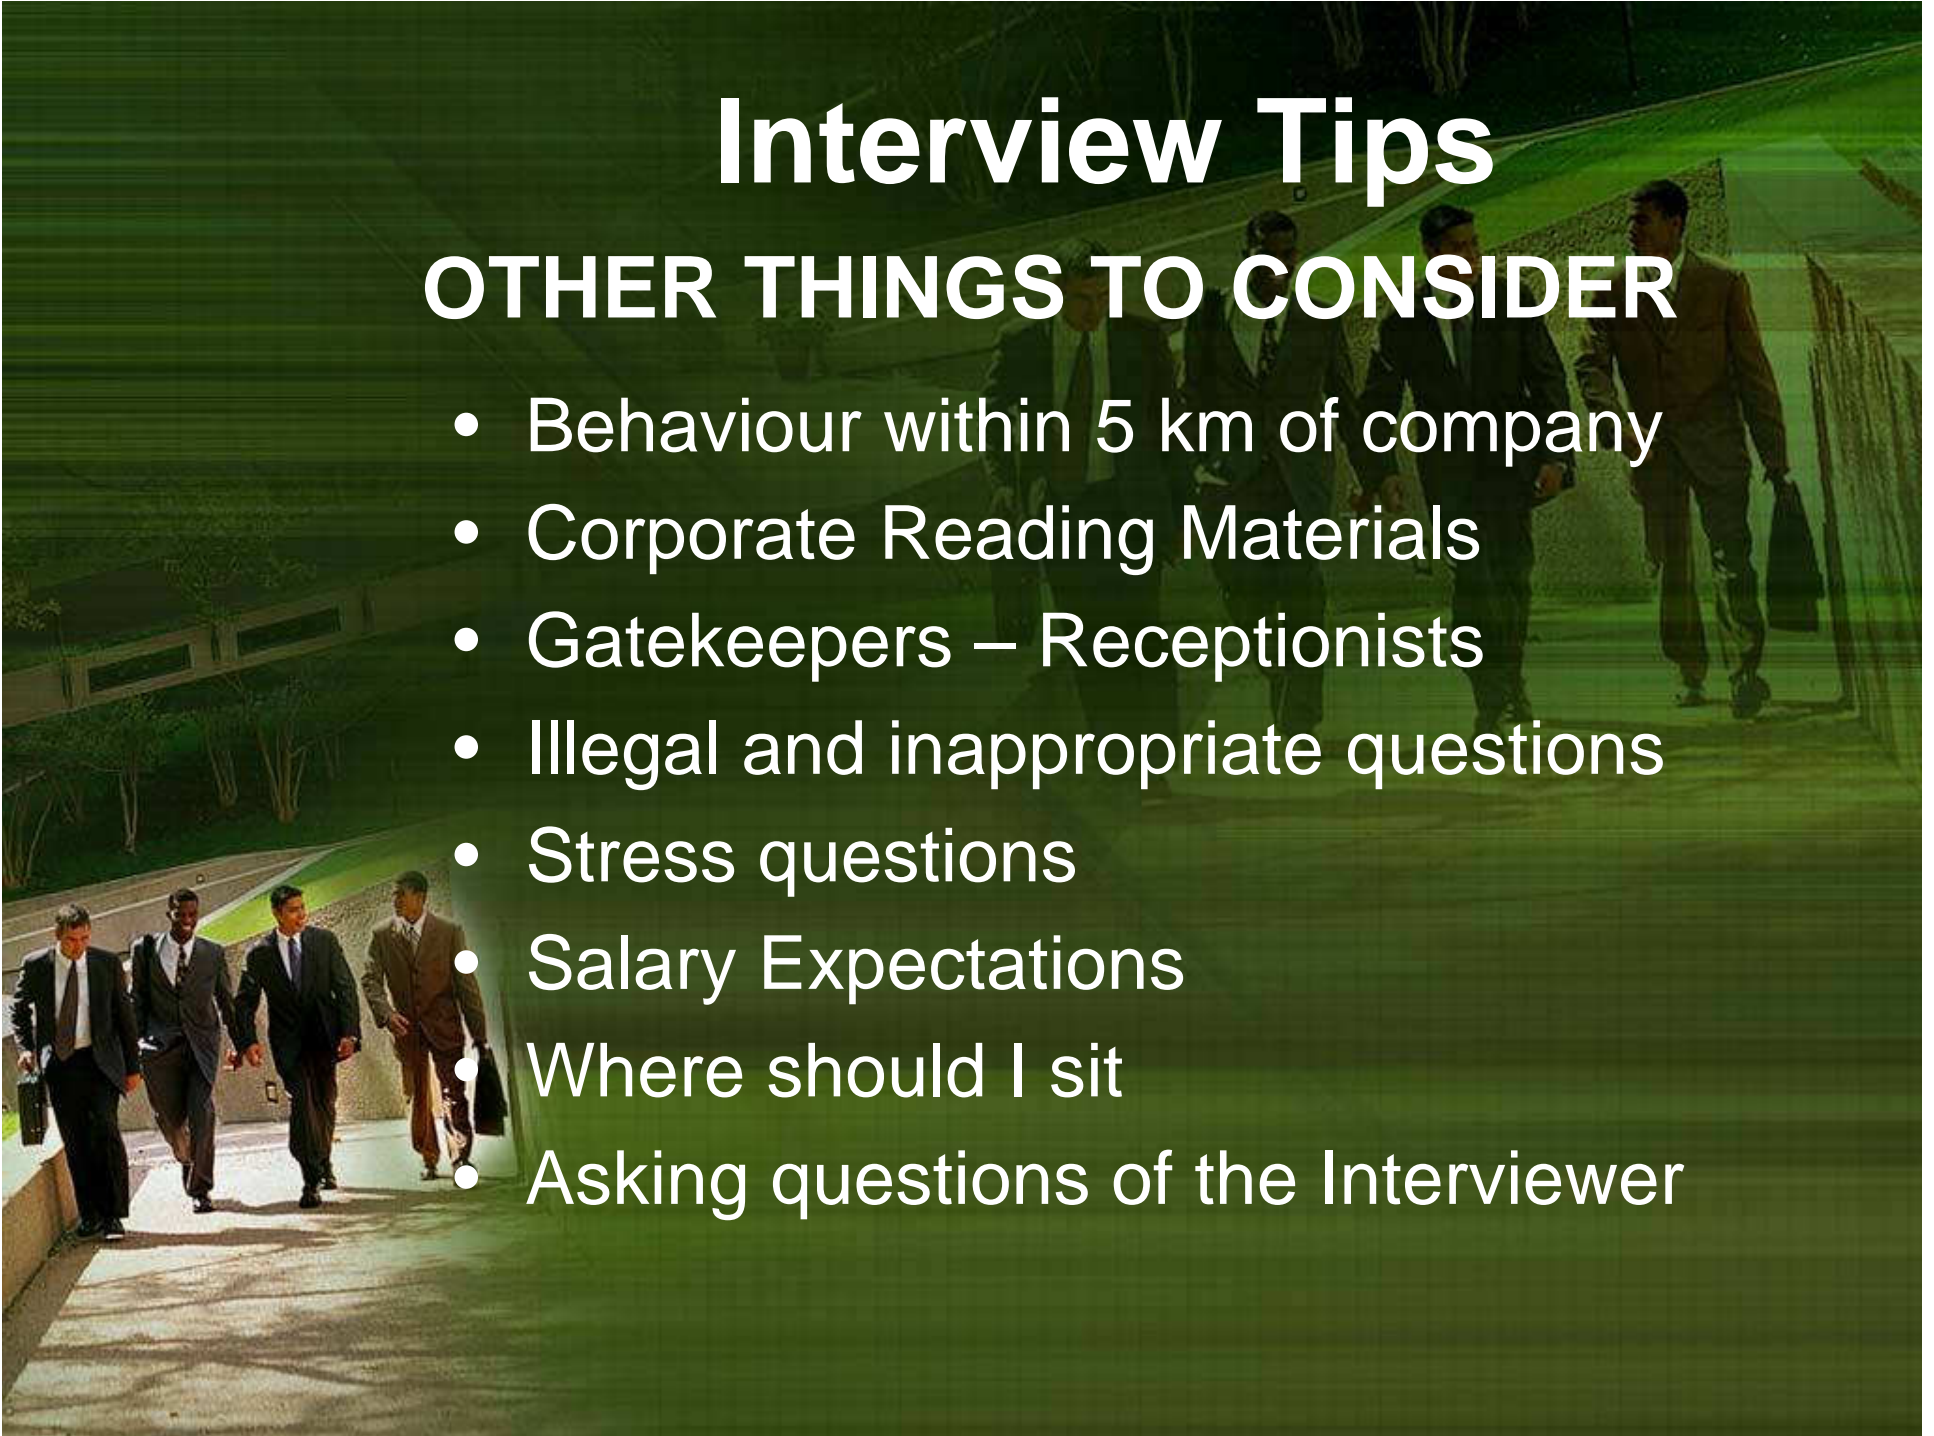 Interview Tips
OTHER THINGS TO CONSIDER
• Behaviour within 5 km of company
• Corporate Reading Materials
• Gatekeepers – Receptionists
• Illegal and inappropriate questions
• Stress questions
• Salary Expectations
• Where should I sit
• Asking questions of the Interviewer